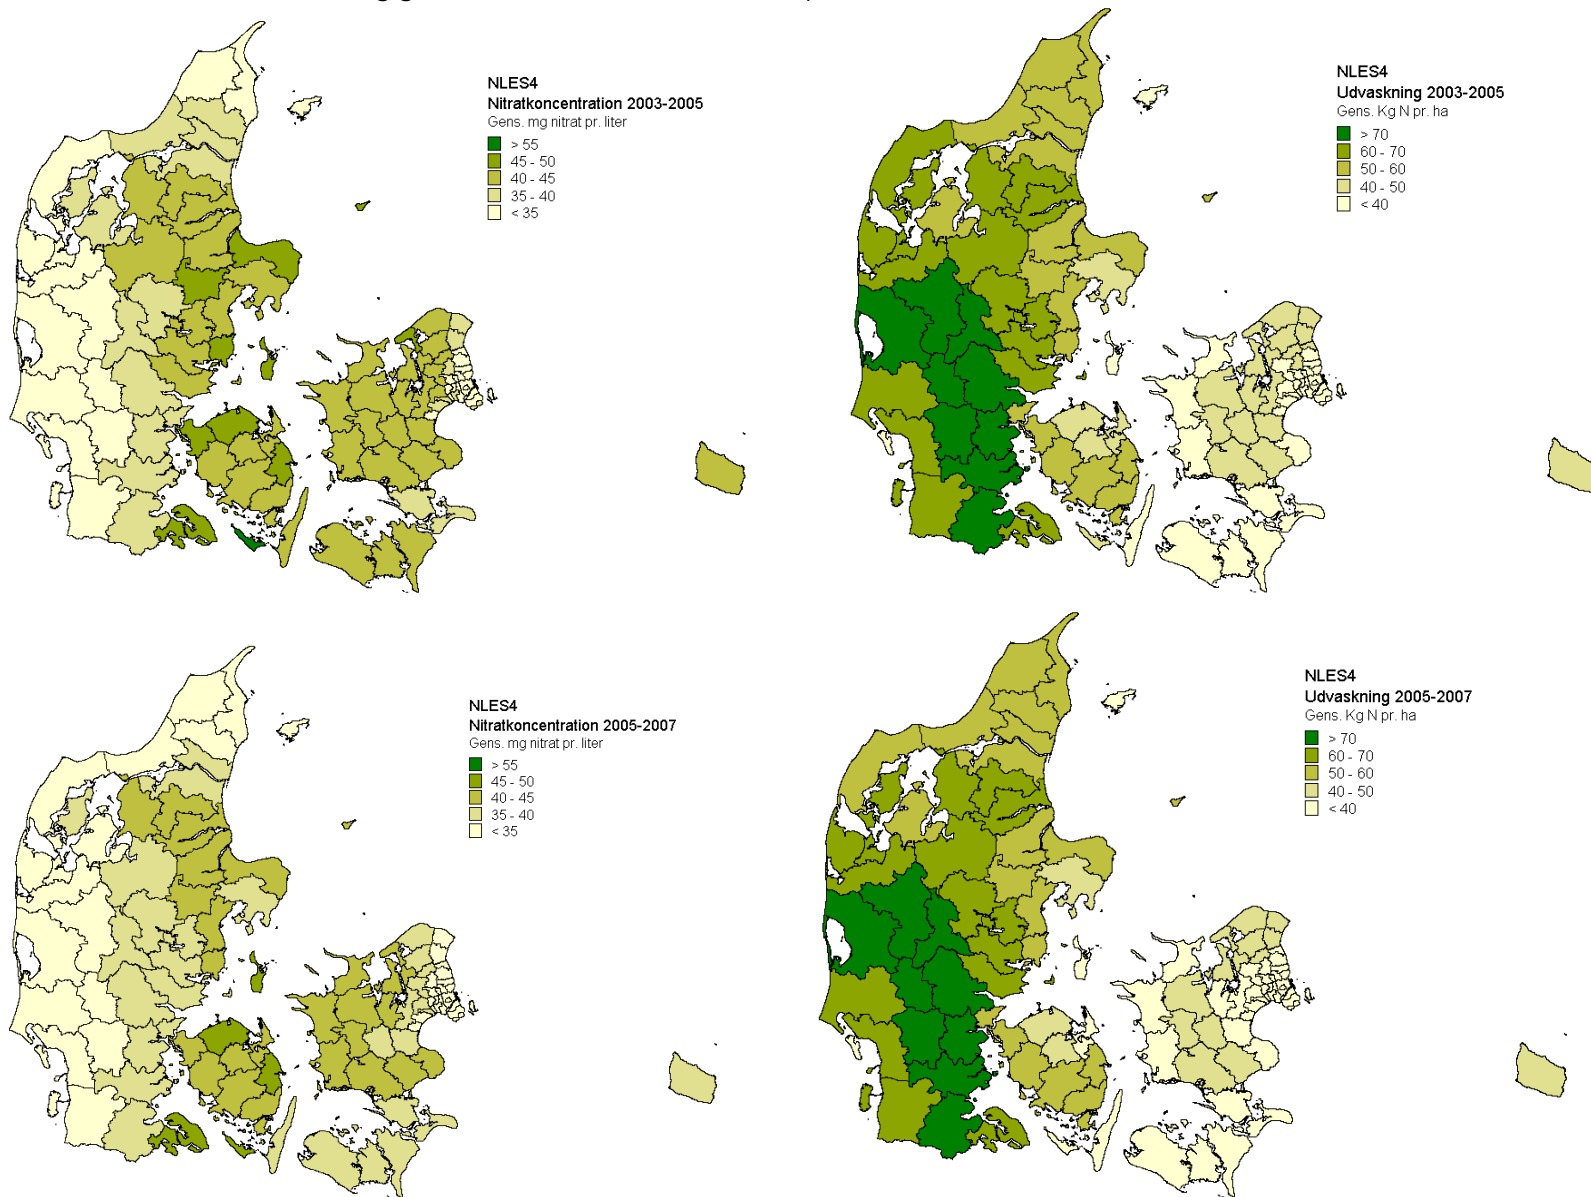 NLES4
Nitratkoncentration 2003-2005
Gens. mg nitrat pr. liter
> 55
45 - 50
40 - 45
35 - 40
< 35
NLES4
Udvaskning 2003-2005
Gens. Kg N pr. ha
> 70
60 - 70
50 - 60
40 - 50
< 40
NLES4
Nitratkoncentration 2005-2007
Gens. mg nitrat pr. liter
> 55
45 - 50
40 - 45
35 - 40
< 35
NLES4
Udvaskning 2005-2007
Gens. Kg N pr. ha
> 70
60 - 70
50 - 60
40 - 50
< 40